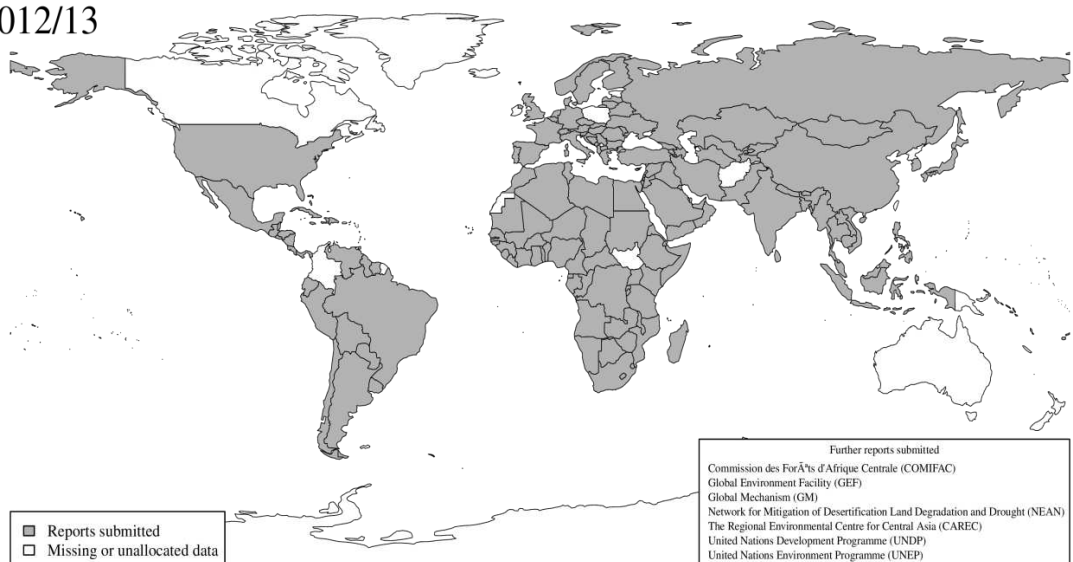 012/13
Reports submitted
Missing or unallocated data
Further reports submitted
Commission des ForÃªts d'Afrique Centrale (COMIFAC)
Global Environment Facility (GEF)
Global Mechanism (GM)
Network for Mitigation of Desertification Land Degradation and Drought (NEAN)
The Regional Environmental Centre for Central Asia (CAREC)
United Nations Development Programme (UNDP)
United Nations Environment Programme (UNEP)